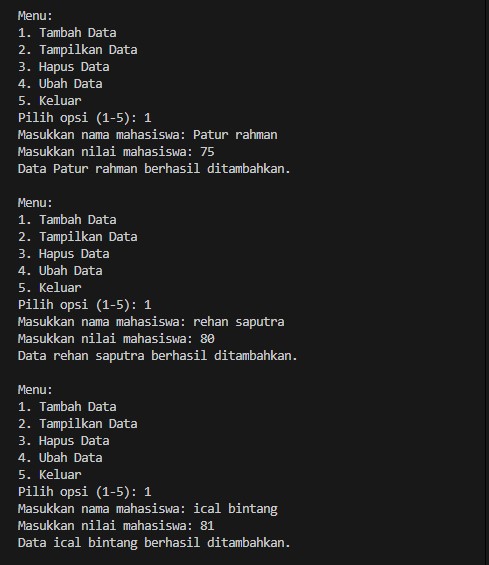 Menu:
1. Tambah Data
2. Tampilkan Data
3. Hapus Data
4. Ubah Data
5. Keluar
Pilih opsi (1-5): 1
Masukkan nama mahasiswa: Patur rahman
Masukkan nilai mahasiswa: 75
Data Patur rahman berhasil ditambahkan.

Menu:
1. Tambah Data
2. Tampilkan Data
3. Hapus Data
4. Ubah Data
5. Keluar
Pilih opsi (1-5): 1
Masukkan nama mahasiswa: rehan saputra
Masukkan nilai mahasiswa: 80
Data rehan saputra berhasil ditambahkan.

Menu:
1. Tambah Data
2. Tampilkan Data
3. Hapus Data
4. Ubah Data
5. Keluar
Pilih opsi (1-5): 1
Masukkan nama mahasiswa: ical bintang
Masukkan nilai mahasiswa: 81
Data ical bintang berhasil ditambahkan.